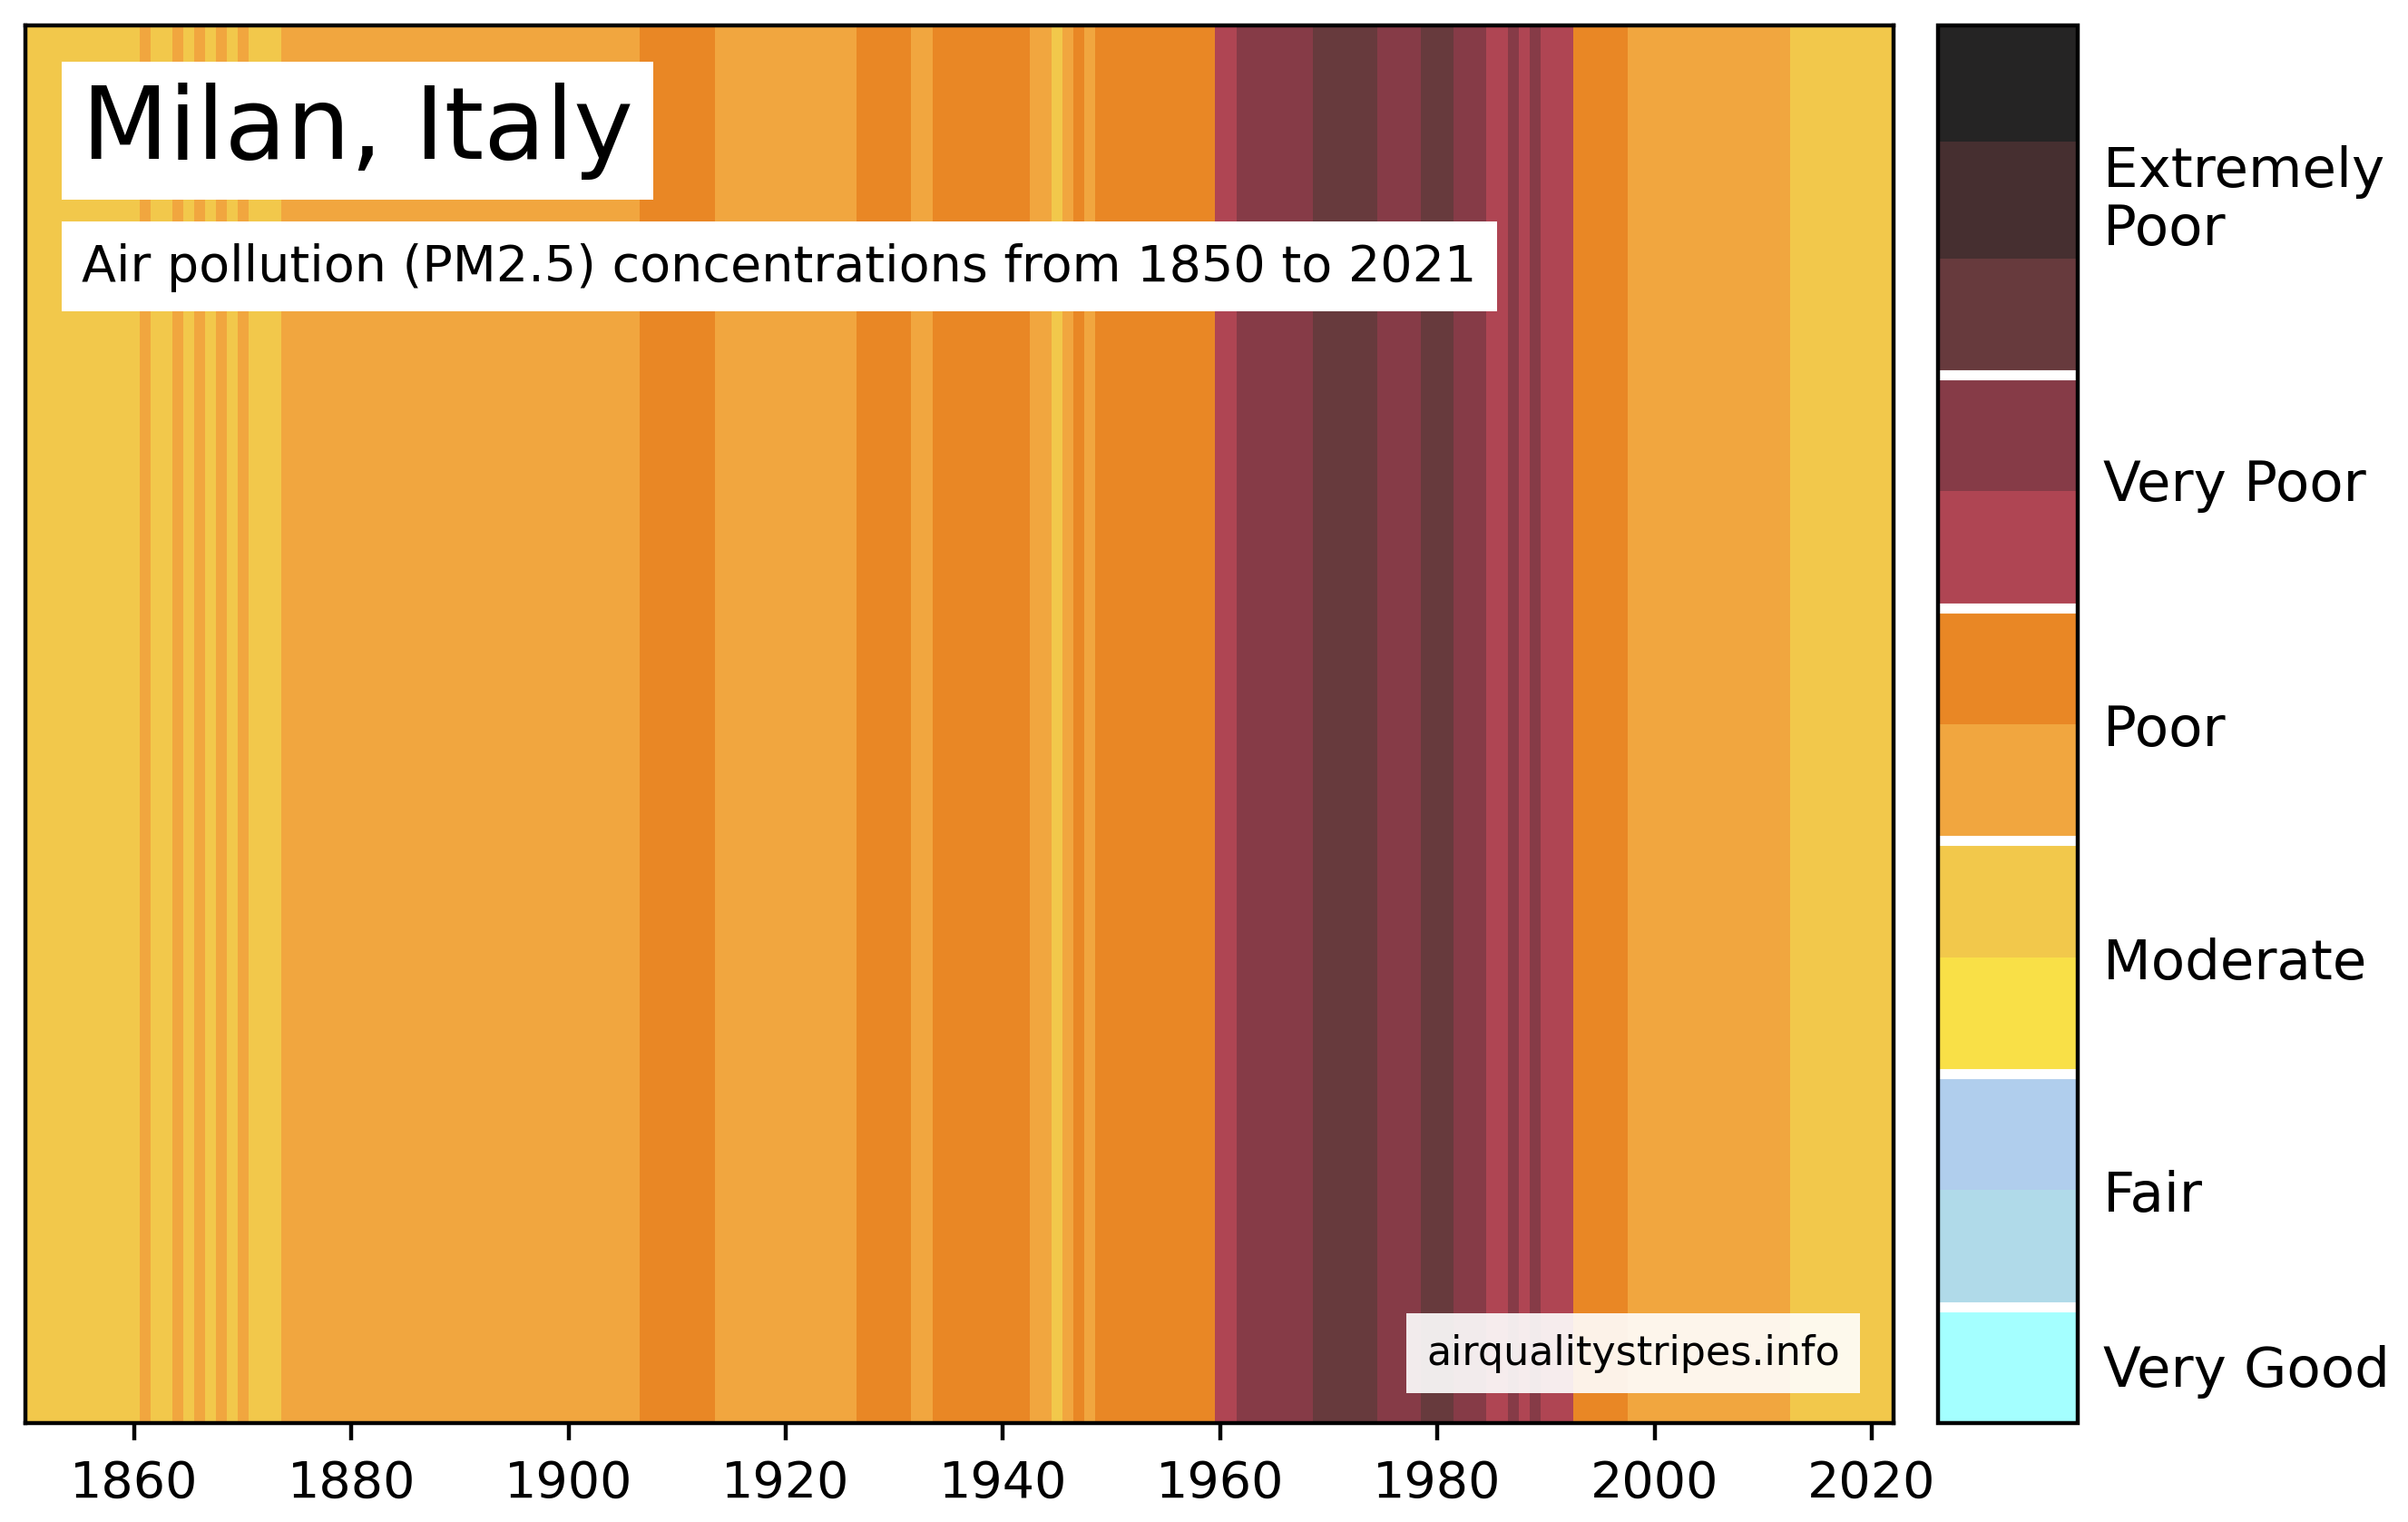 Milan, Italy
Air pollution (PM2.5) concentrations from 1850 to 2021
airqualitystripes.info
1860 1880 1900 1920 1940 1960 1980 2000 2020
Extremely
Poor
Very Poor
Poor
Moderate
Fair
Very Good